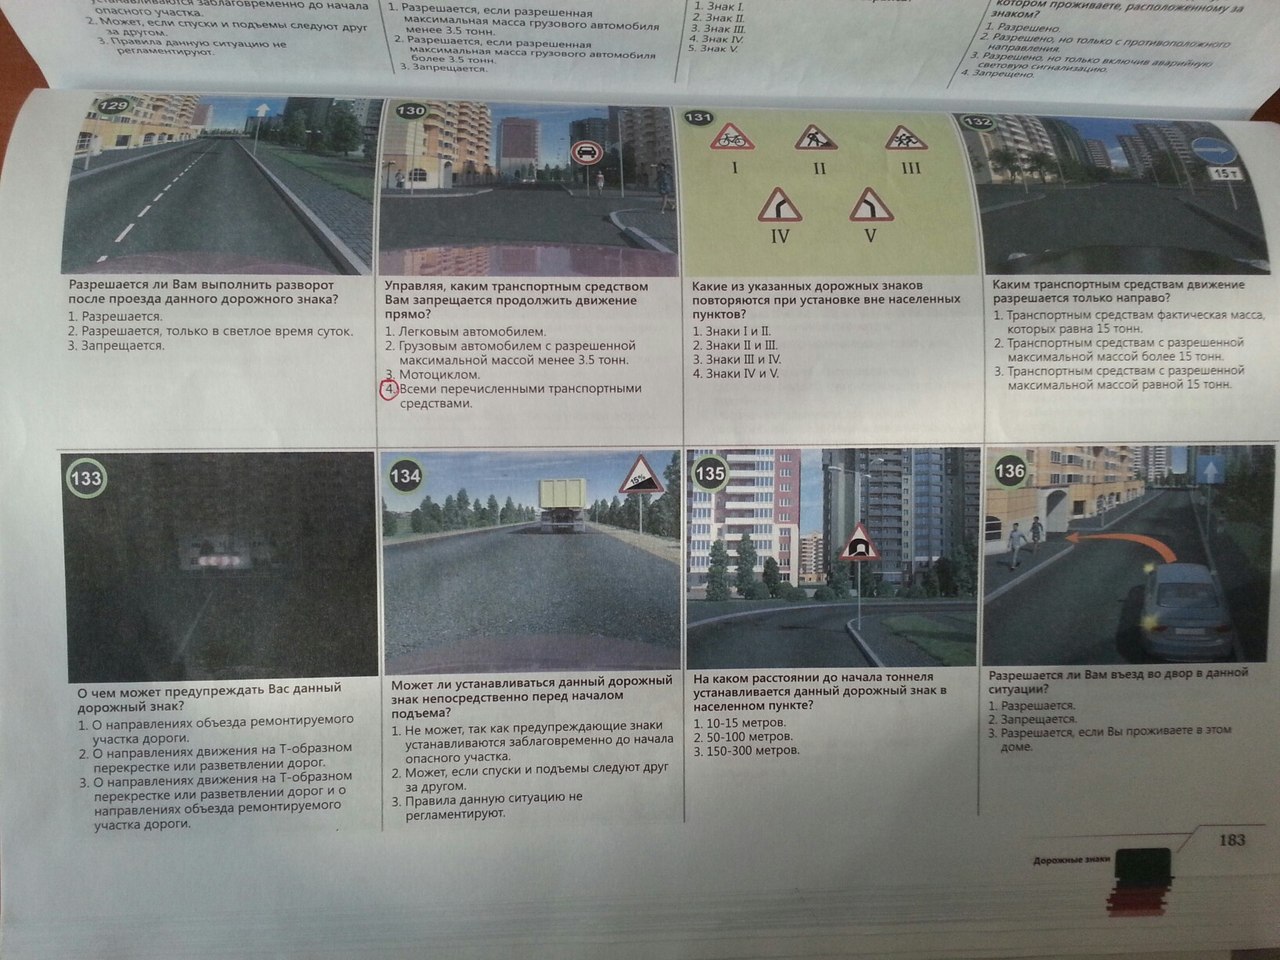 устанавливаются заблаговременно до начала
опасного участка.
2. Может, если спуски и подъемы следуют друг
за другом.
3. Правила данную ситуацию не
регламентируют.
1. Разрешается, если разрешенная
максимальная масса грузового автомобиля
менее 3.5 тонн.
2. Разрешается, если разрешенная
максимальная масса грузового автомобиля
более 3.5 тонн.
3. Запрещается.
1. Знак I.
2. Знак II.
3. Знак III.
4. Знак IV.
5. Знак V.
котором проживаете, расположенному за
знаком?
1. Разрешено.
2. Разрешено, но только с противоположного
направления.
3. Разрешено, но только включив аварийную
световую сигнализацию.
4. Запрещено.
129
Разрешается ли Вам выполнить разворот
после проезда данного дорожного знака?
1. Разрешается.
2. Разрешается, только в светлое время суток.
3. Запрещается.
130
Управляя, каким транспортным средством
Вам запрещается продолжить движение
прямо?
1. Легковым автомобилем.
2. Грузовым автомобилем с разрешенной
максимальной массой менее 3.5 тонн.
3. Мотоциклом.
4. Всеми перечисленными транспортными
средствами.
131
I
II
III
IV
V
Какие из указанных дорожных знаков
повторяются при установке вне населенных
пунктов?
1. Знаки I и II.
2. Знаки II и III.
3. Знаки III и IV.
4. Знаки IV и V.
132
15т
Каким транспортным средствам движение
разрешается только направо?
1. Транспортным средствам фактическая масса,
которых равна 15 тонн.
2. Транспортным средствам с разрешенной
максимальной массой более 15 тонн.
3. Транспортным средствам с разрешенной
максимальной массой равной 15 тонн.
133
О чем может предупреждать Вас данный
дорожный знак?
1. О направлениях объезда ремонтируемого
участка дороги.
2. О направлениях движения на Т-образном
перекрестке или разветвлении дорог.
3. О направлениях движения на Т-образном
перекрестке или разветвлении дорог и о
направлениях объезда ремонтируемого
участка дороги.
134
15%
Может ли устанавливаться данный дорожный
знак непосредственно перед началом
подъема?
1. Не может, так как предупреждающие знаки
устанавливаются заблаговременно до начала
опасного участка.
2. Может, если спуски и подъемы следуют друг
за другом.
3. Правила данную ситуацию не
регламентируют.
135
На каком расстоянии до начала тоннеля
устанавливается данный дорожный знак в
населенном пункте?
1. 10-15 метров.
2. 50-100 метров.
3. 150-300 метров.
136
Разрешается ли Вам въезд во двор в данной
ситуации?
1. Разрешается.
2. Запрещается.
3. Разрешается, если Вы проживаете в этом
доме.
Дорожные знаки
183